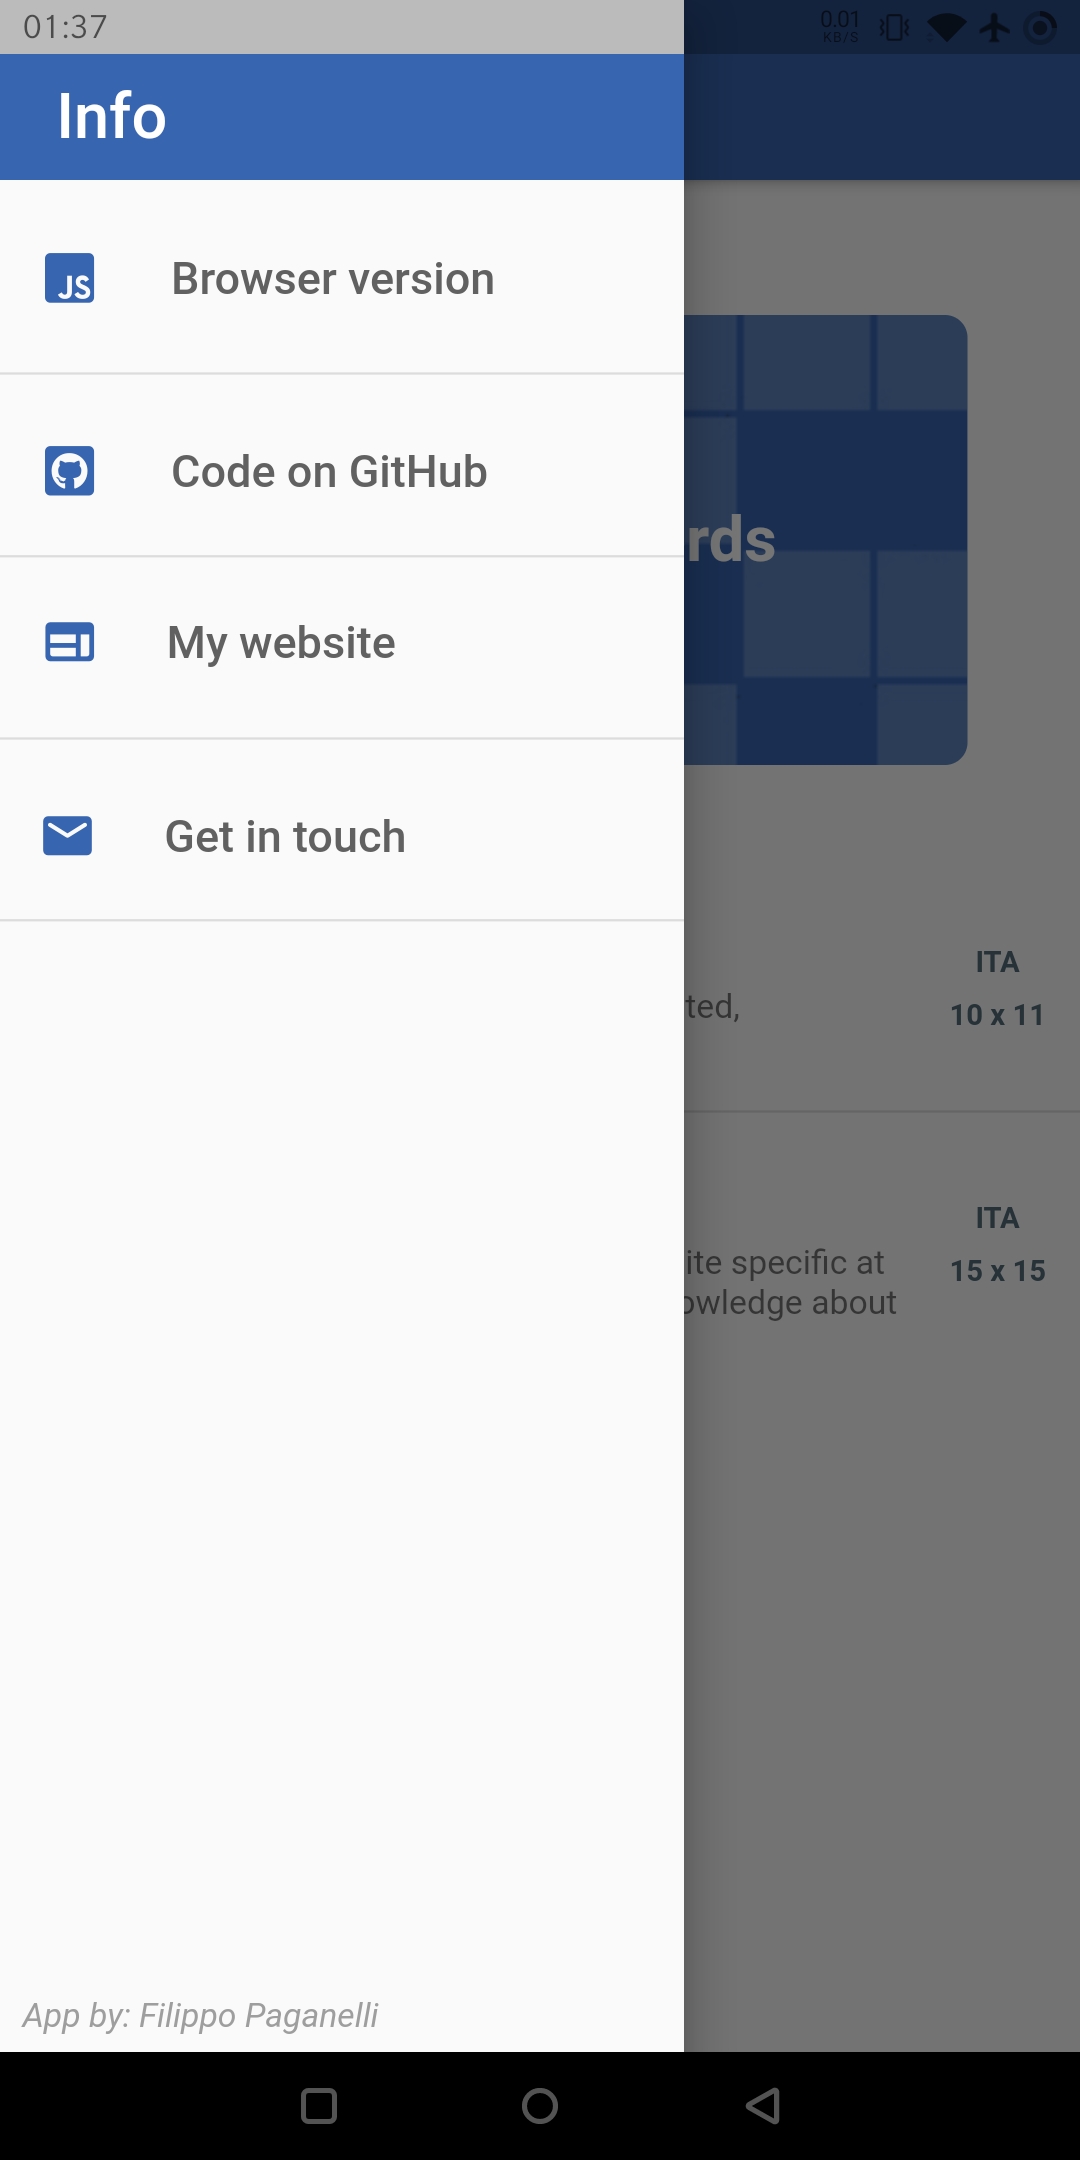 01:37
0.01
KB/S
Info
JS
Browser version
Code on GitHub
My website
Get in touch
rds
ITA
ted,
10 x 11
ITA
ite specific at
15 x 15
owledge about
App by: Filippo Paganelli